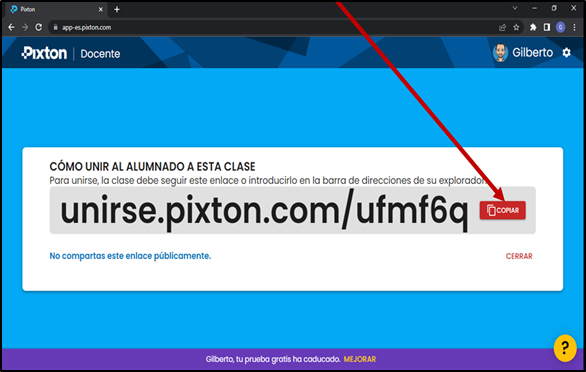 Pixton
app-es.pixton.com
G
Pixton | Docente
Gilberto
CÓMO UNIR AL ALUMNADO A ESTA CLASE
Para unirse, la clase debe seguir este enlace o introducirlo en la barra de direcciones de su explorador.
unirse.pixton.com/ufmf6q
COPIAR
No compartas este enlace públicamente.
CERRAR
?
Gilberto, tu prueba gratis ha caducado. MEJORAR